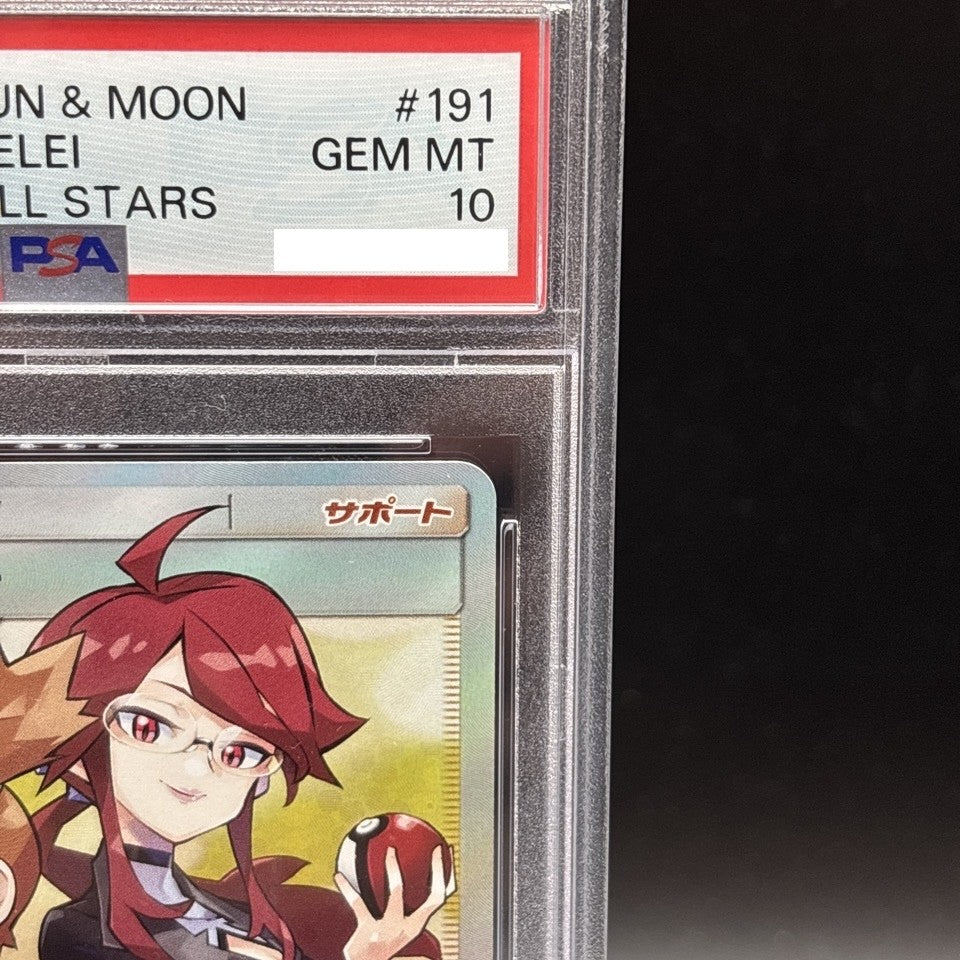 UN & MOON #191
ELEI GEM MT
LL STARS 10
PSA
サポート